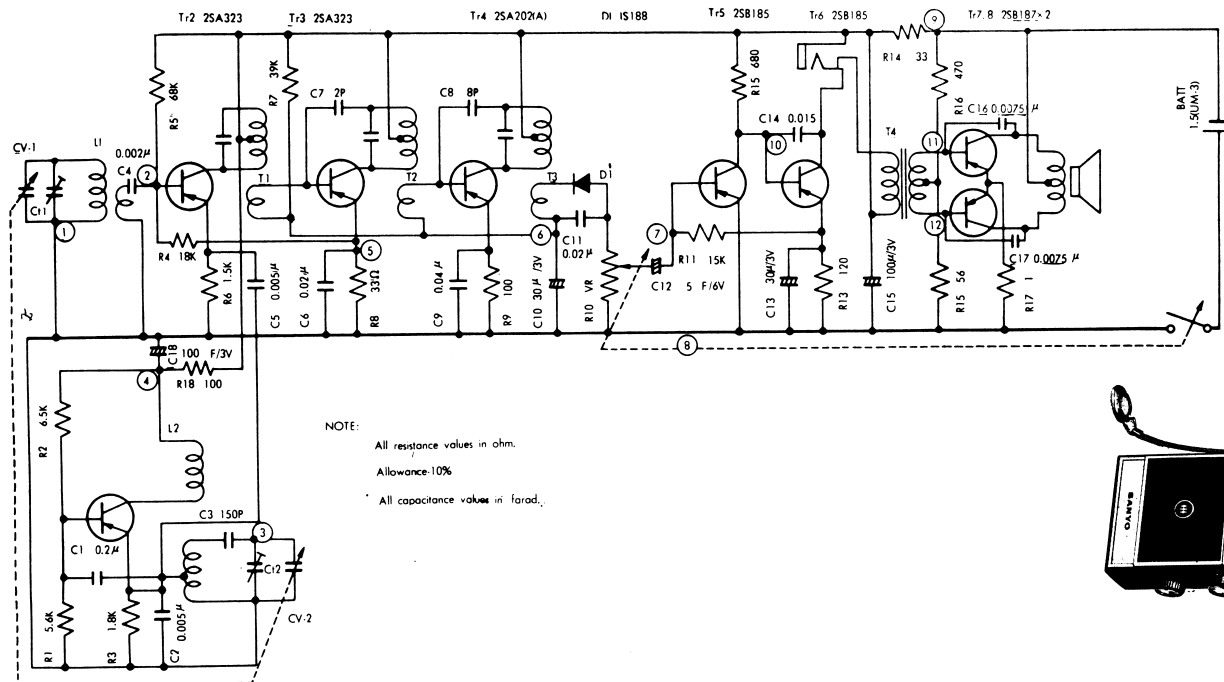 Tr2 2SA323
Tr3 2SA323
Tr4 2SA202(A)
DI IS188
Tr5 2SB185
Tr6 2SB185
9
Tr7.8 2SB187×2
68K
R5
39K
R7
C7 2P
C8 8P
680
R15
R14 33
470
R16
C14 0.015
C16 0.0075μ
BATT
1.5(UM-3)
CV-1
L1
0.002μ
C4
2
10
T4
11
Ct1
T1
T2
T3
D1
1
6
7
12
5
R4 18K
C11
0.02μ
R11 15K
C17 0.0075 μ
R6 1.5K
C5 0.005μ
C6 0.02μ
R8 33Ω
C9 0.04μ
R9 100
C10 30μ/3V
R10 VR
C12 5 F/6V
C13 30μ/3V
R13 120
C15 100μ/3V
R15 56
R17 1
8
C18
100 F/3V
4
R18 100
R2 6.5K
L2
NOTE:
All resistance values in ohm.
Allowance-10%
All capacitance values in farad.
C3 150P
3
C1 0.2μ
Ct2
CV-2
R1 5.6K
R3 1.8K
C2 0.005μ
SANYO